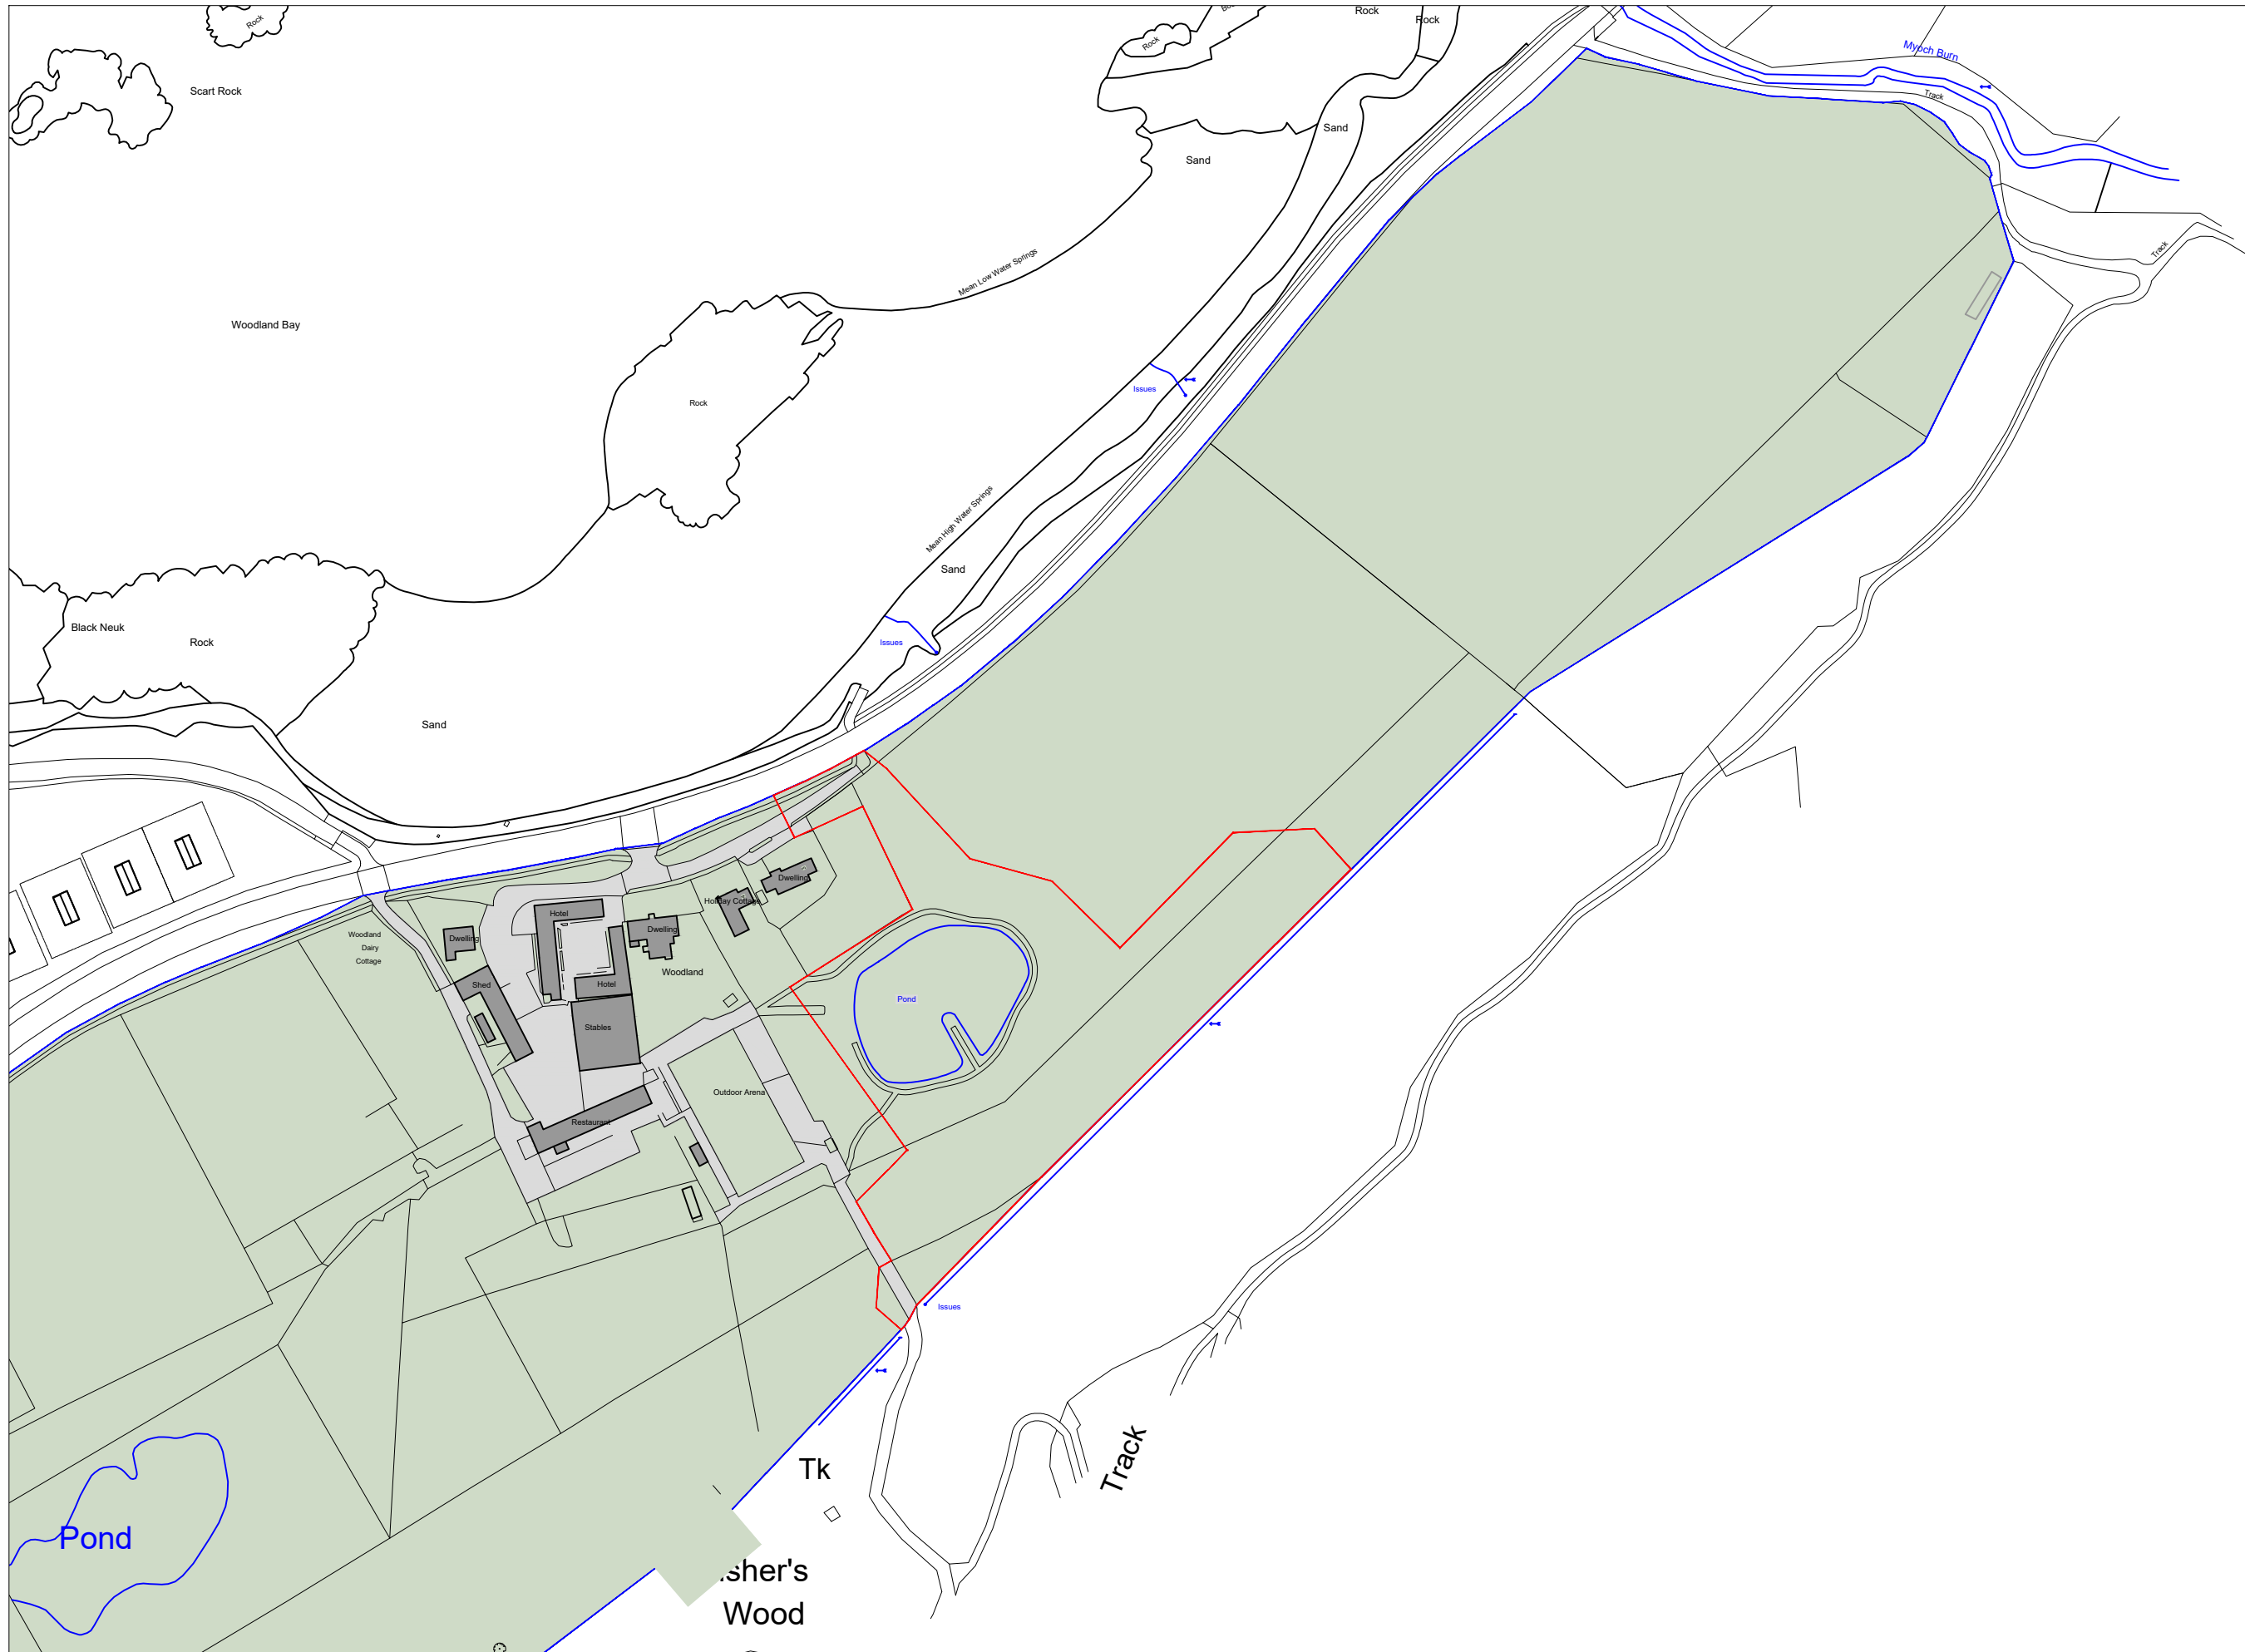 Rock
Rock
Rock
Rock
Scart Rock
Myoch Burn
Track
Sand
Sand
Track
Mean Low Water Springs
Woodland Bay
Issues
Rock
Mean High Water Springs
Sand
Black Neuk
Rock
Issues
Sand
Dwelling
Holiday Cottage
Hotel
Dwelling
Woodland
Dairy
Cottage
Dwelling
Woodland
Shed
Hotel
Pond
Stables
Outdoor Arena
Restaurant
Issues
Track
Tk
Pond
sher's
Wood